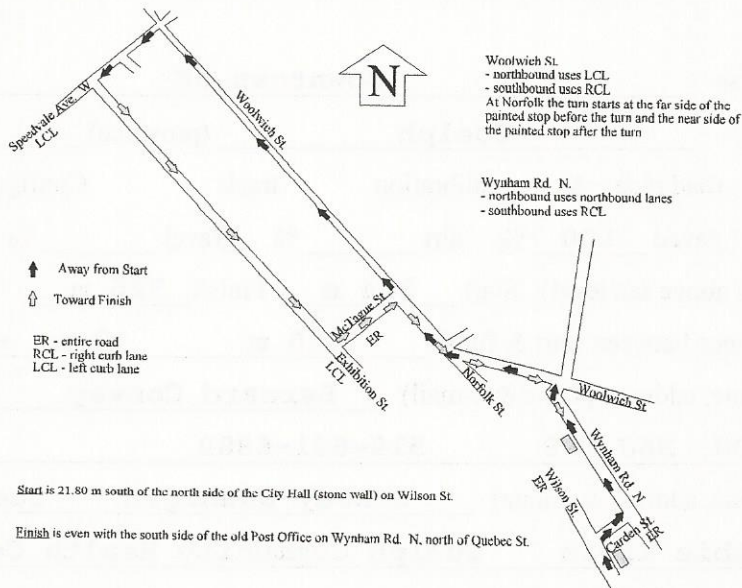 Woolwich St.
- northbound uses LCL
- southbound uses RCL
At Norfolk the turn starts at the far side of the
painted stop before the turn and the near side of
the painted stop after the turn
Wynham Rd. N.
- northbound uses northbound lanes
- southbound uses RCL
N
Speedvale Ave. W
LCL
Woolwich St.
Away from Start
Toward Finish
ER - entire road
RCL - right curb lane
LCL - left curb lane
McTague St.
ER
Exhibition St.
LCL
Norfolk St.
Woolwich St.
Wynham Rd. N
ER
Wilson St.
ER
Carden St.
Start is 21.80 m south of the north side of the City Hall (stone wall) on Wilson St.
Finish is even with the south side of the old Post Office on Wynham Rd. N, north of Quebec St.